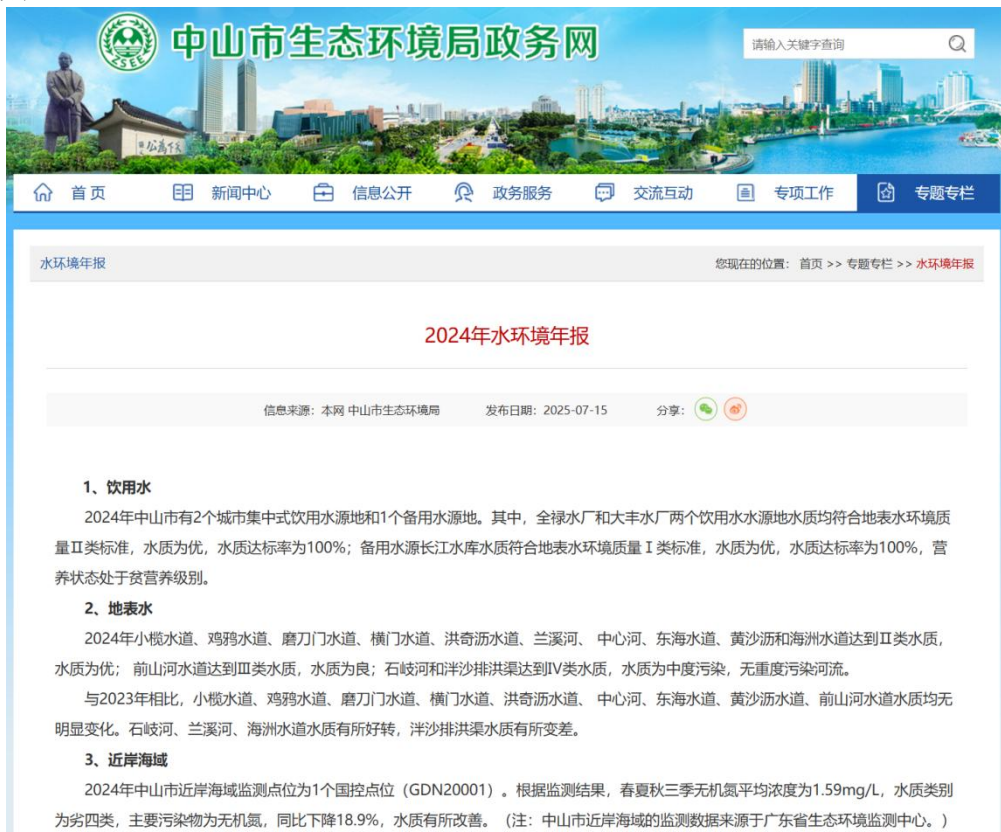 中山市生态环境局政务网
ZSEE
请输入关键字查询
首页 新闻中心 信息公开 政务服务 交流互动 专项工作 专题专栏
水环境年报 您现在的位置： 首页 >> 专题专栏 >> 水环境年报
2024年水环境年报
信息来源：本网 中山市生态环境局 发布日期：2025-07-15 分享：
1、饮用水
2024年中山市有2个城市集中式饮用水源地和1个备用水源地。其中，全禄水厂和大丰水厂两个饮用水水源地水质均符合地表水环境质
量Ⅱ类标准，水质为优，水质达标率为100%；备用水源长江水库水质符合地表水环境质量Ⅰ类标准，水质为优，水质达标率为100%，营
养状态处于贫营养级别。
2、地表水
2024年小榄水道、鸡鸦水道、磨刀门水道、横门水道、洪奇沥水道、兰溪河、 中心河、东海水道、黄沙沥和海洲水道达到Ⅱ类水质，
水质为优； 前山河水道达到Ⅲ类水质，水质为良；石岐河和泮沙排洪渠达到Ⅳ类水质，水质为中度污染，无重度污染河流。
与2023年相比，小榄水道、鸡鸦水道、磨刀门水道、横门水道、洪奇沥水道、 中心河、东海水道、黄沙沥水道、前山河水道水质均无
明显变化。石岐河、兰溪河、海洲水道水质有所好转，泮沙排洪渠水质有所变差。
3、近岸海域
2024年中山市近岸海域监测点位为1个国控点位（GDN20001）。根据监测结果，春夏秋三季无机氮平均浓度为1.59mg/L，水质类别
为劣四类，主要污染物为无机氮，同比下降18.9%，水质有所改善。（注：中山市近岸海域的监测数据来源于广东省生态环境监测中心。）